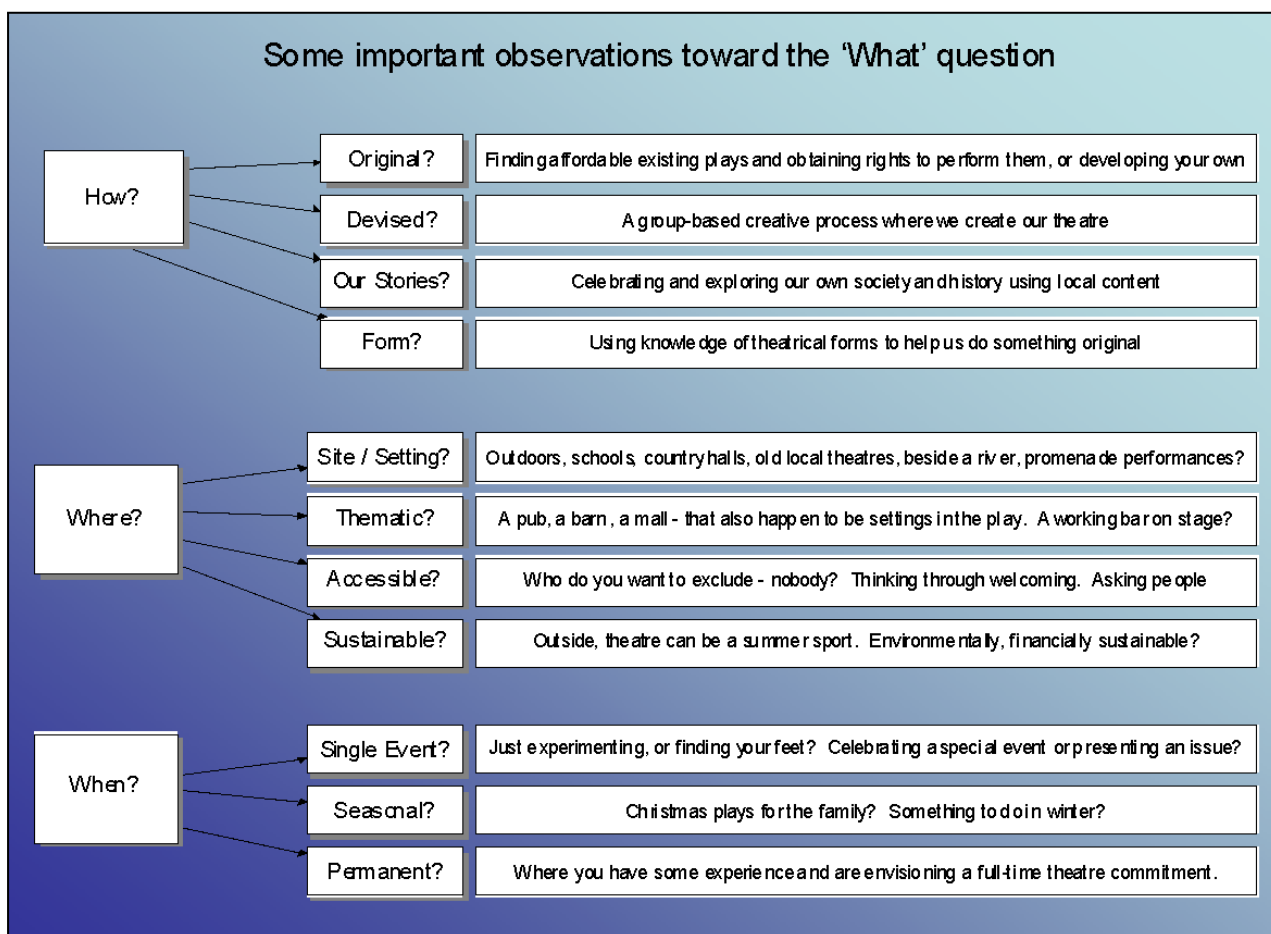 Some important observations toward the ‘What’ question
How?
Original?
Finding affordable existing plays and obtaining rights to perform them, or developing your own
Devised?
A group-based creative process where we create our theatre
Our Stories?
Celebrating and exploring our own society and history using local content
Form?
Using knowledge of theatrical forms to help us do something original
Where?
Site / Setting?
Outdoors, schools, country halls, old local theatres, beside a river, promenade performances?
Thematic?
A pub, a barn, a mall - that also happen to be settings in the play.  A working bar on stage?
Accessible?
Who do you want to exclude - nobody?  Thinking through welcoming.  Asking people
Sustainable?
Outside, theatre can be a summer sport.  Environmentally, financially sustainable?
When?
Single Event?
Just experimenting, or finding your feet?  Celebrating a special event or presenting an issue?
Seasonal?
Christmas plays for the family?  Something to do in winter?
Permanent?
Where you have some experience and are envisioning a full-time theatre commitment.